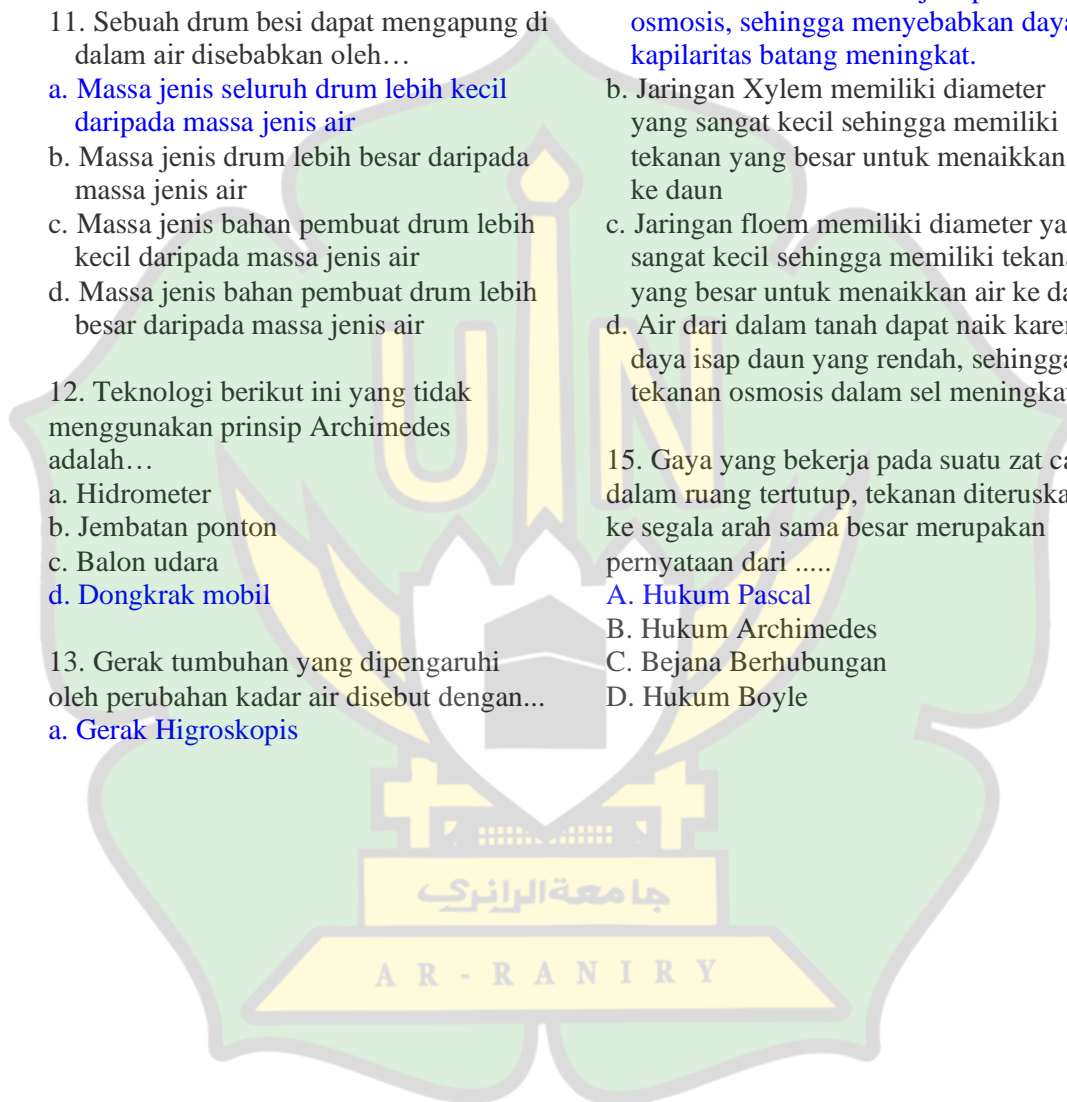 11. Sebuah drum besi dapat mengapung di
dalam air disebabkan oleh…
a. Massa jenis seluruh drum lebih kecil
daripada massa jenis air
b. Massa jenis drum lebih besar daripada
massa jenis air
c. Massa jenis bahan pembuat drum lebih
kecil daripada massa jenis air
d. Massa jenis bahan pembuat drum lebih
besar daripada massa jenis air
12. Teknologi berikut ini yang tidak
menggunakan prinsip Archimedes
adalah…
a. Hidrometer
b. Jembatan ponton
c. Balon udara
d. Dongkrak mobil
13. Gerak tumbuhan yang dipengaruhi
oleh perubahan kadar air disebut dengan...
a. Gerak Higroskopis
osmosis, sehingga menyebabkan daya
kapilaritas batang meningkat.
b. Jaringan Xylem memiliki diameter
yang sangat kecil sehingga memiliki
tekanan yang besar untuk menaikkan
ke daun
c. Jaringan floem memiliki diameter
sangat kecil sehingga memiliki
yang besar untuk menaikkan air ke
d. Air dari dalam tanah dapat naik
daya isap daun yang rendah, sehingga
tekanan osmosis dalam sel
15. Gaya yang bekerja pada suatu zat
dalam ruang tertutup, tekanan
ke segala arah sama besar merupakan
pernyataan dari .....
A. Hukum Pascal
B. Hukum Archimedes
C. Bejana Berhubungan
D. Hukum Boyle
UIN
جامعة الرانري
AR-RANIRY